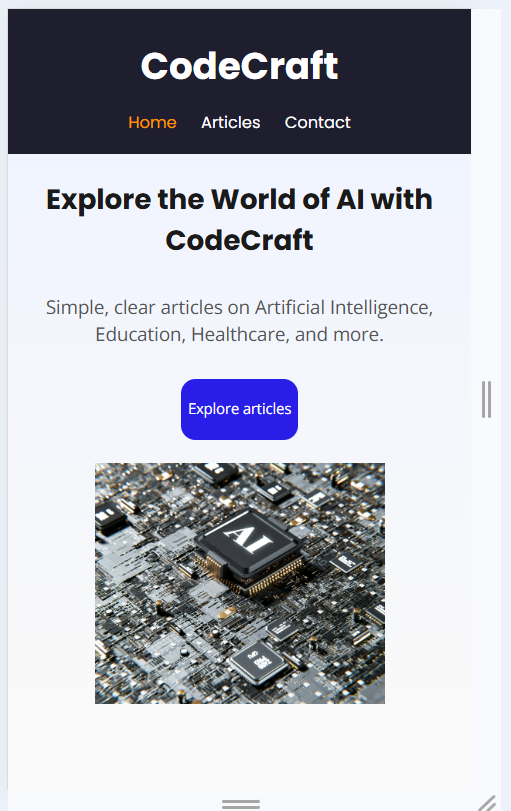 CodeCraft
Home Articles Contact
Explore the World of AI with
CodeCraft
Simple, clear articles on Artificial Intelligence,
Education, Healthcare, and more.
Explore articles
AI